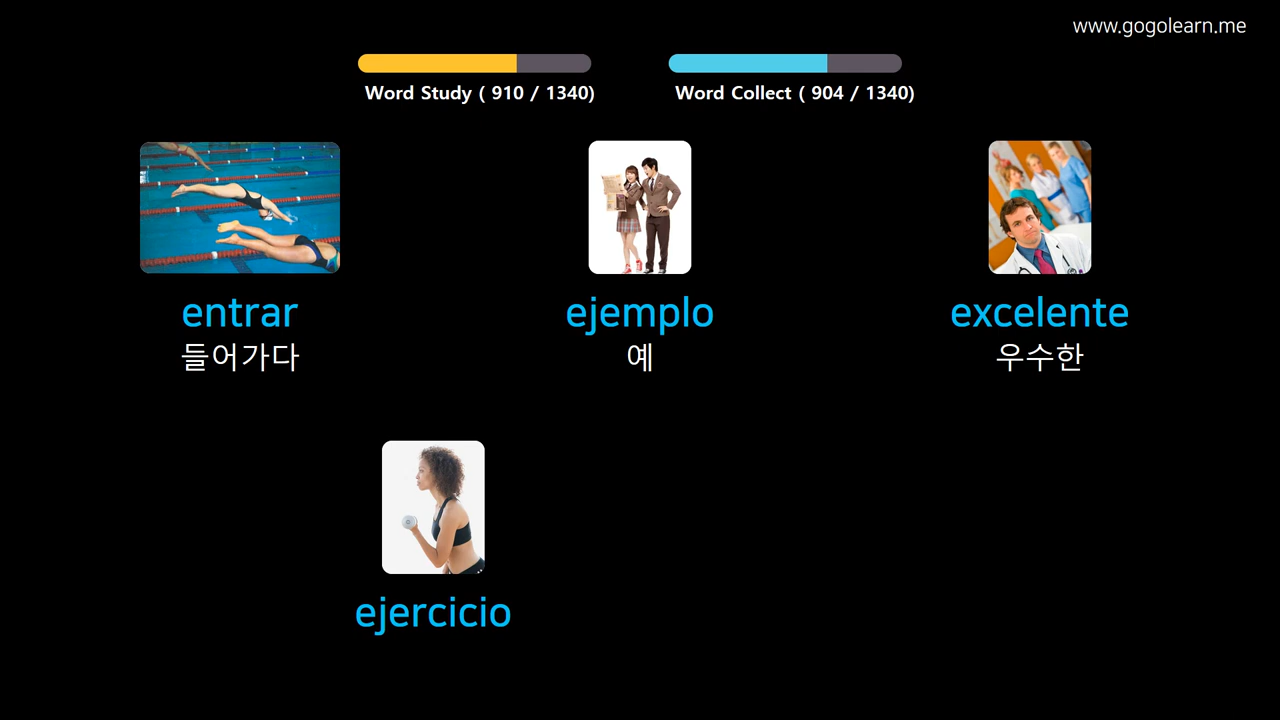 www.gogolearn.me
Word Study ( 910 / 1340)
Word Collect ( 904 / 1340)
entrar
들어가다
ejemplo
예
excelente
우수한
ejercicio